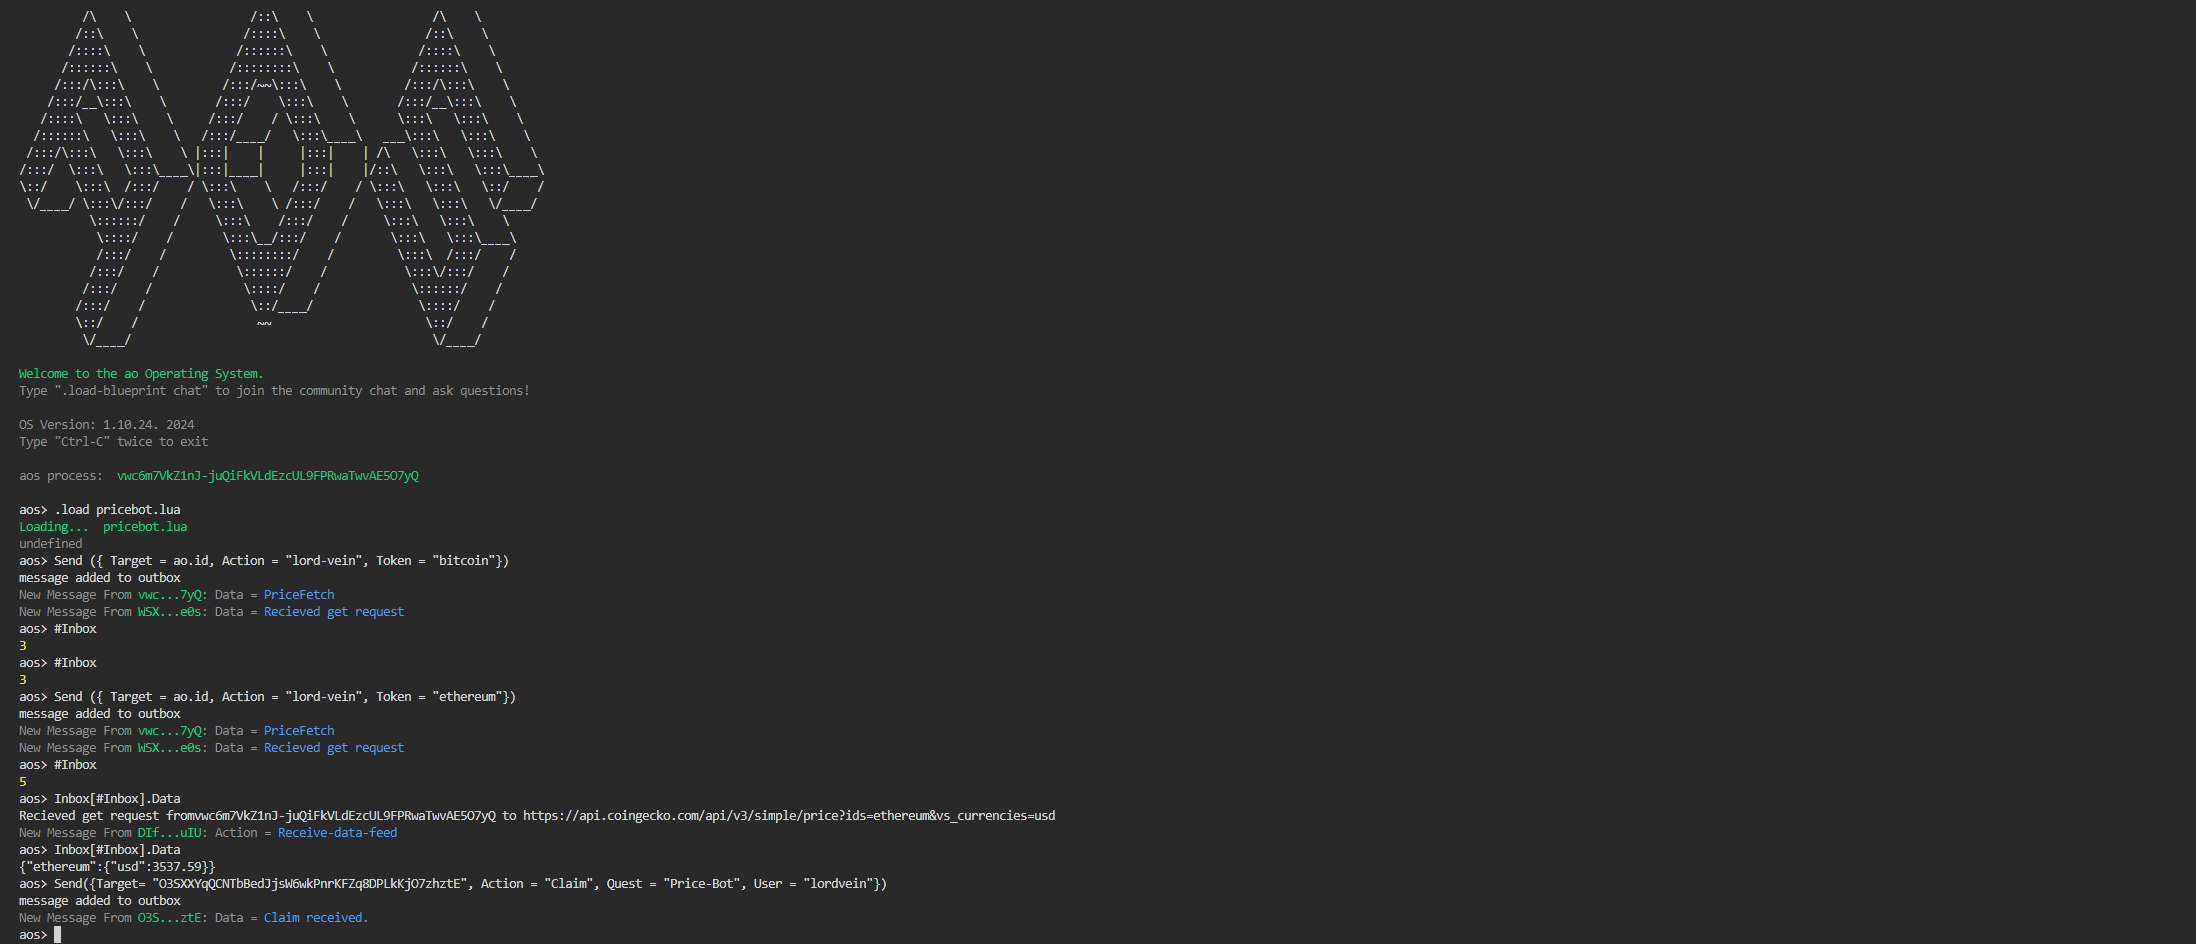 Welcome to the ao Operating System.
Type ".load-blueprint chat" to join the community chat and ask questions!
OS Version: 1.10.24. 2024
Type "Ctrl-C" twice to exit
aos process:  vwc6m7VkZ1nJ-juQiFkVLdEzcUL9FPRwaTwvAE5O7yQ
aos> .load pricebot.lua
Loading...  pricebot.lua
undefined
aos> Send ({ Target = ao.id, Action = "lord-vein", Token = "bitcoin"})
message added to outbox
New Message From vwc...7yQ: Data = PriceFetch
New Message From WSX...e0s: Data = Recieved get request
aos> #Inbox
3
aos> #Inbox
3
aos> Send ({ Target = ao.id, Action = "lord-vein", Token = "ethereum"})
message added to outbox
New Message From vwc...7yQ: Data = PriceFetch
New Message From WSX...e0s: Data = Recieved get request
aos> #Inbox
5
aos> Inbox[#Inbox].Data
Recieved get request fromvwc6m7VkZ1nJ-juQiFkVLdEzcUL9FPRwaTwvAE5O7yQ to https://api.coingecko.com/api/v3/simple/price?ids=ethereum&vs_currencies=usd
New Message From DIf...uIU: Action = Receive-data-feed
aos> Inbox[#Inbox].Data
{"ethereum":{"usd":3537.59}}
aos> Send({Target= "O3SXXYqQCNTbBedJjsW6wkPnrKFZq8DPLkKjO7zhztE", Action = "Claim", Quest = "Price-Bot", User = "lordvein"})
message added to outbox
New Message From O3S...ztE: Data = Claim received.
aos>